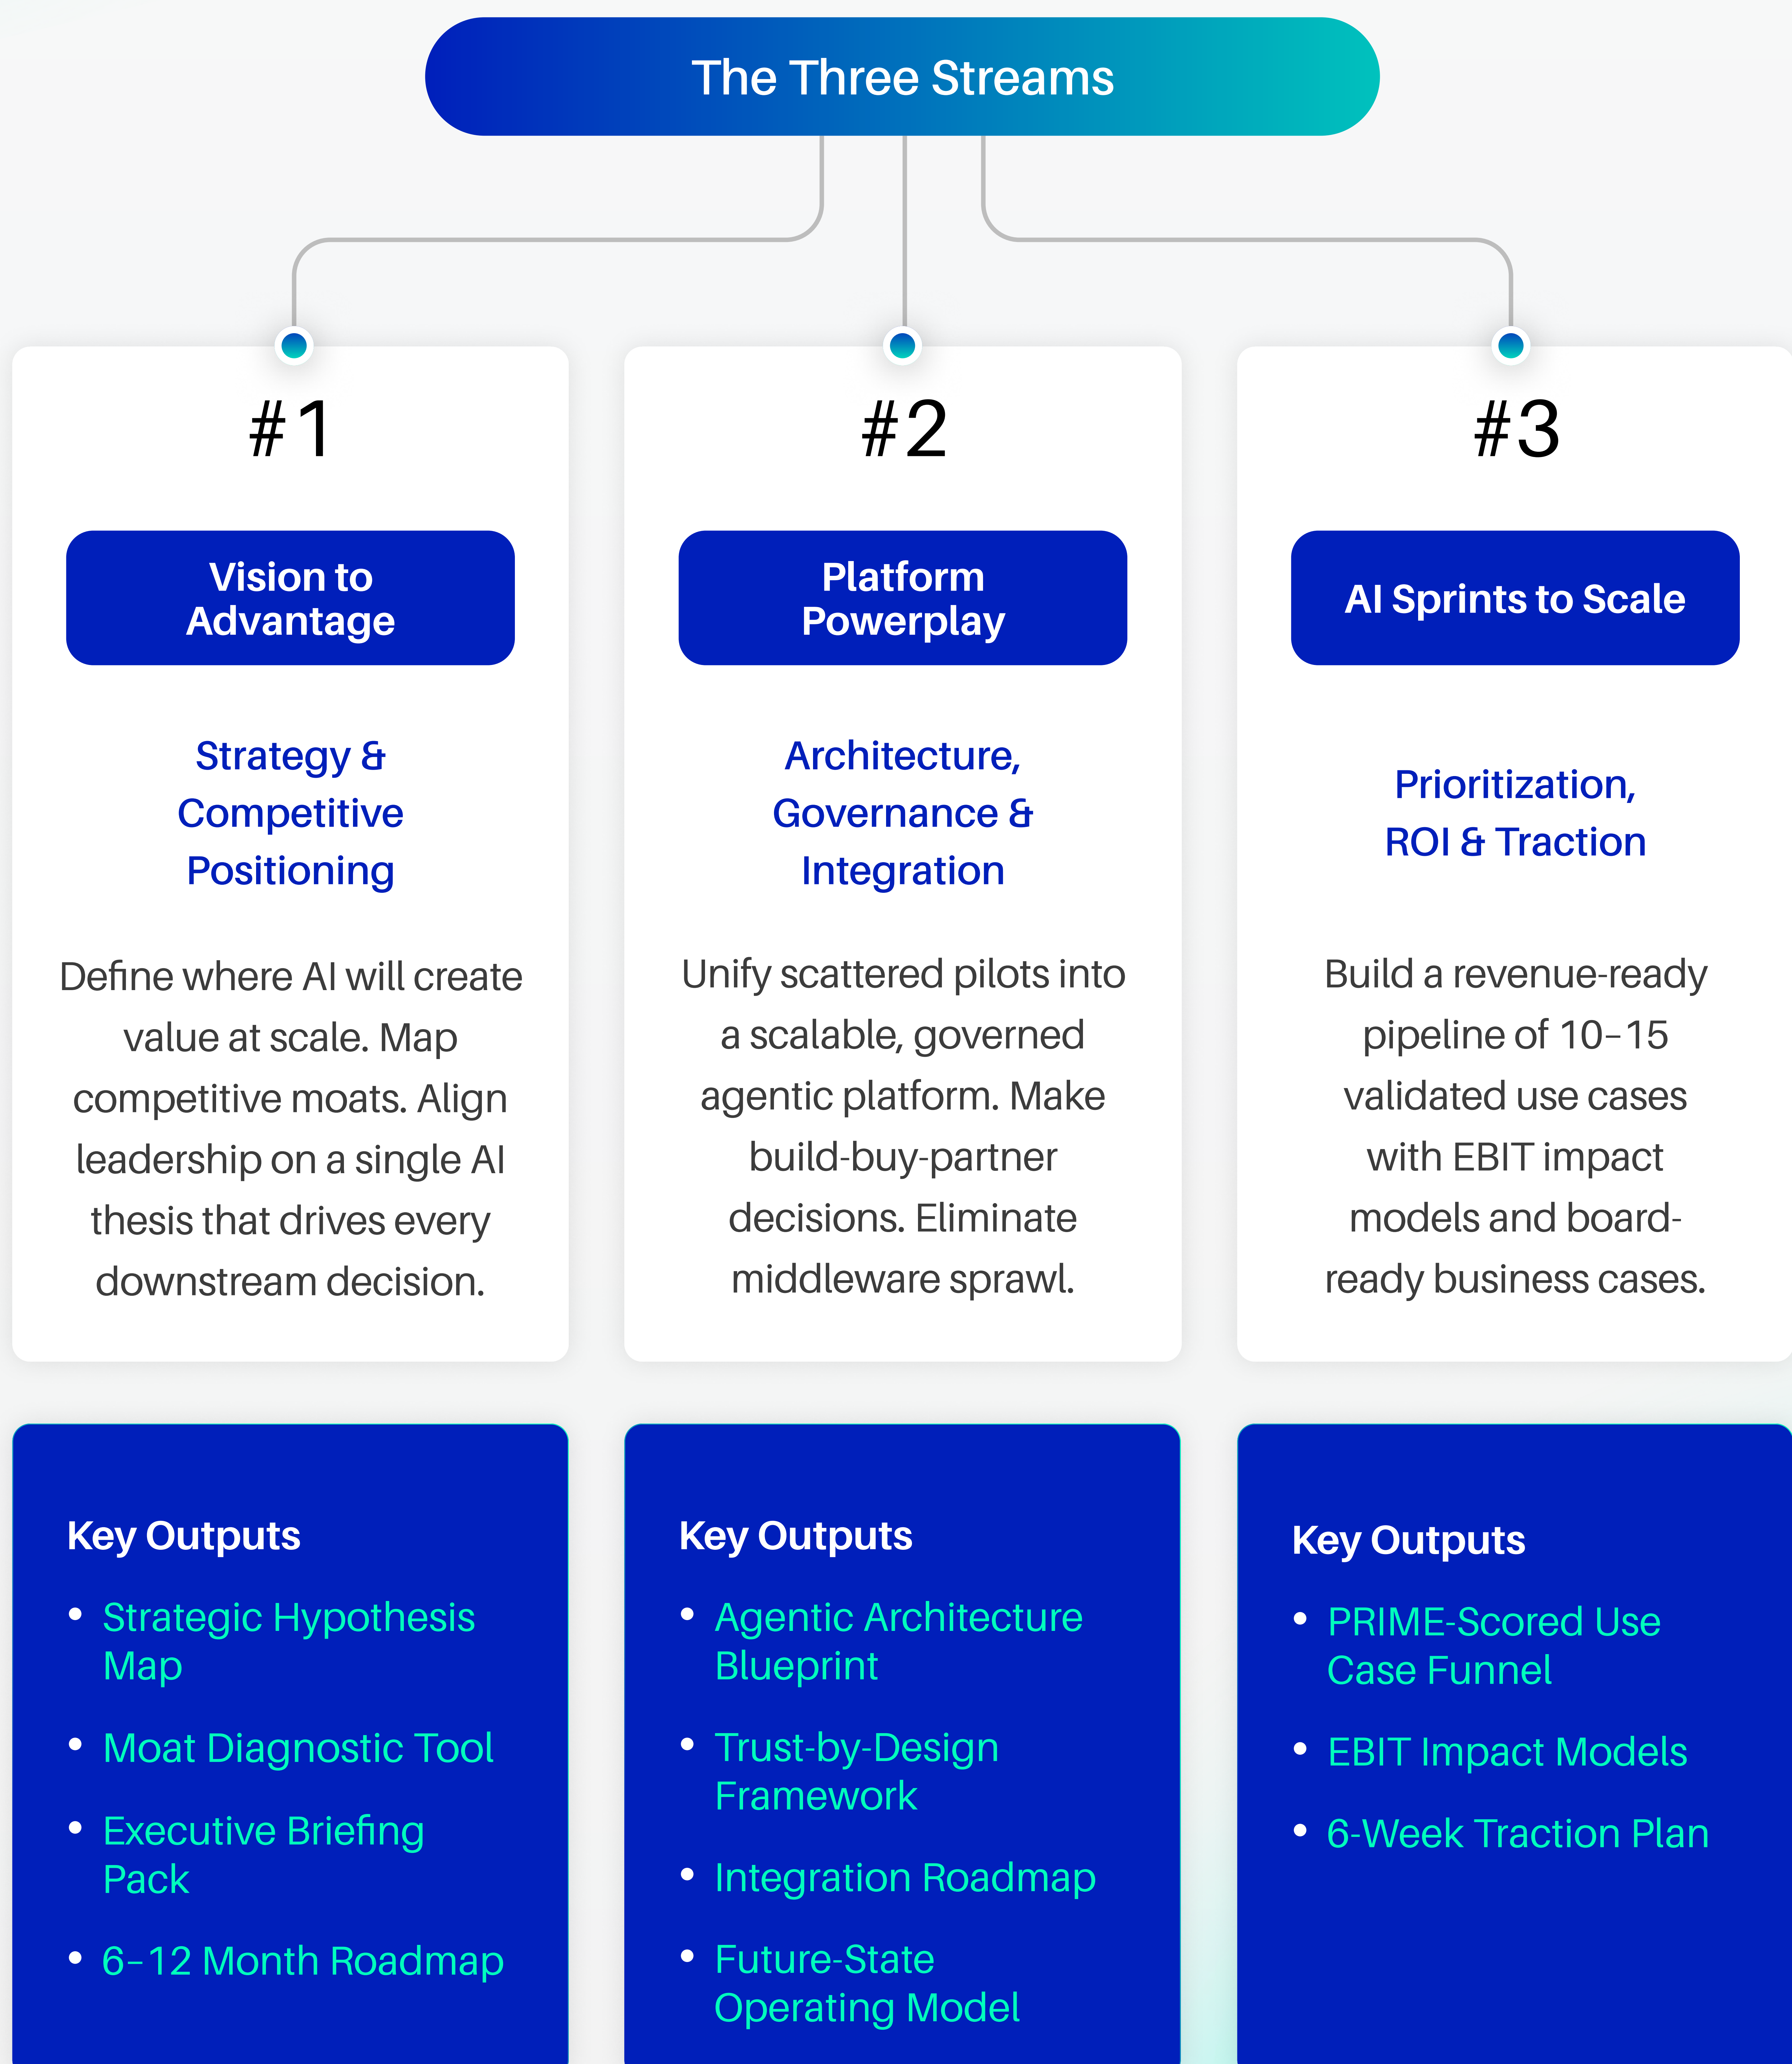 The Three Streams
#1
Vision to
Advantage
Strategy &
Competitive
Positioning
Define where AI will create
value at scale. Map
competitive moats. Align
leadership on a single AI
thesis that drives every
downstream decision.
#2
Platform
Powerplay
Architecture,
Governance &
Integration
Unify scattered pilots into
a scalable, governed
agentic platform. Make
build-buy-partner
decisions. Eliminate
middleware sprawl.
#3
AI Sprints to Scale
Prioritization,
ROI & Traction
Build a revenue-ready
pipeline of 10–15
validated use cases
with EBIT impact
models and board-
ready business cases.
Key Outputs
• Strategic Hypothesis
Map
• Moat Diagnostic Tool
• Executive Briefing
Pack
• 6–12 Month Roadmap
Key Outputs
• Agentic Architecture
Blueprint
• Trust-by-Design
Framework
• Integration Roadmap
• Future-State
Operating Model
Key Outputs
• PRIME-Scored Use
Case Funnel
• EBIT Impact Models
• 6-Week Traction Plan